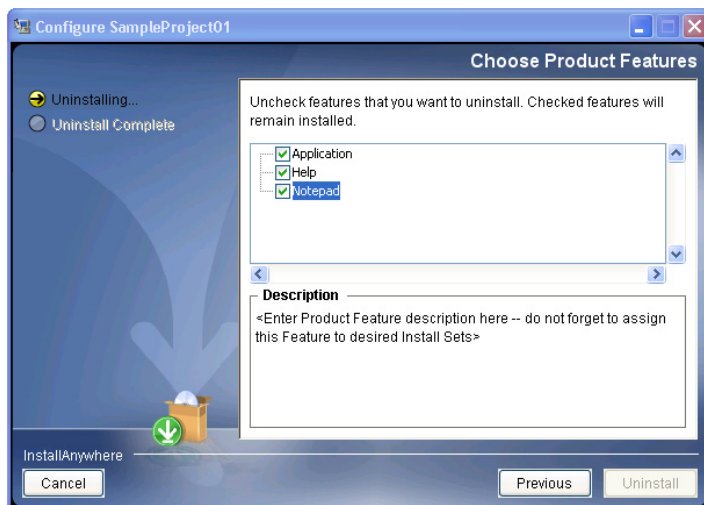 Configure SampleProject01
Choose Product Features
Uninstalling...
Uninstall Complete
Uncheck features that you want to uninstall. Checked features will
remain installed.
Application
Help
Notepad
Description
<Enter Product Feature description here -- do not forget to assign
this Feature to desired Install Sets>
InstallAnywhere
Cancel
Previous
Uninstall